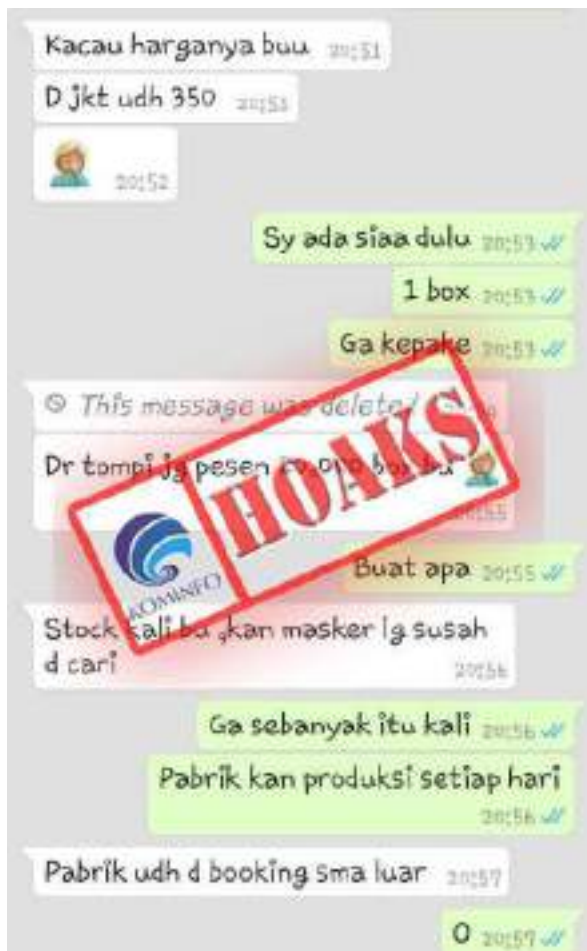 Kacau harganya buu 20:51
D jkt udh 350 20:51
20:52
Sy ada siaa dulu 20:53
1 box 20:53
Ga kepake 20:53
This message was deleted
Dr tompi jg pesen bu
20:55
HOAKS
KOMINFO
Buat apa 20:55
Stock kali bu ,kan masker lg susah
d cari 20:56
Ga sebanyak itu kali 20:56
Pabrik kan produksi setiap hari
20:56
Pabrik udh d booking sma luar 20:57
O 20:57